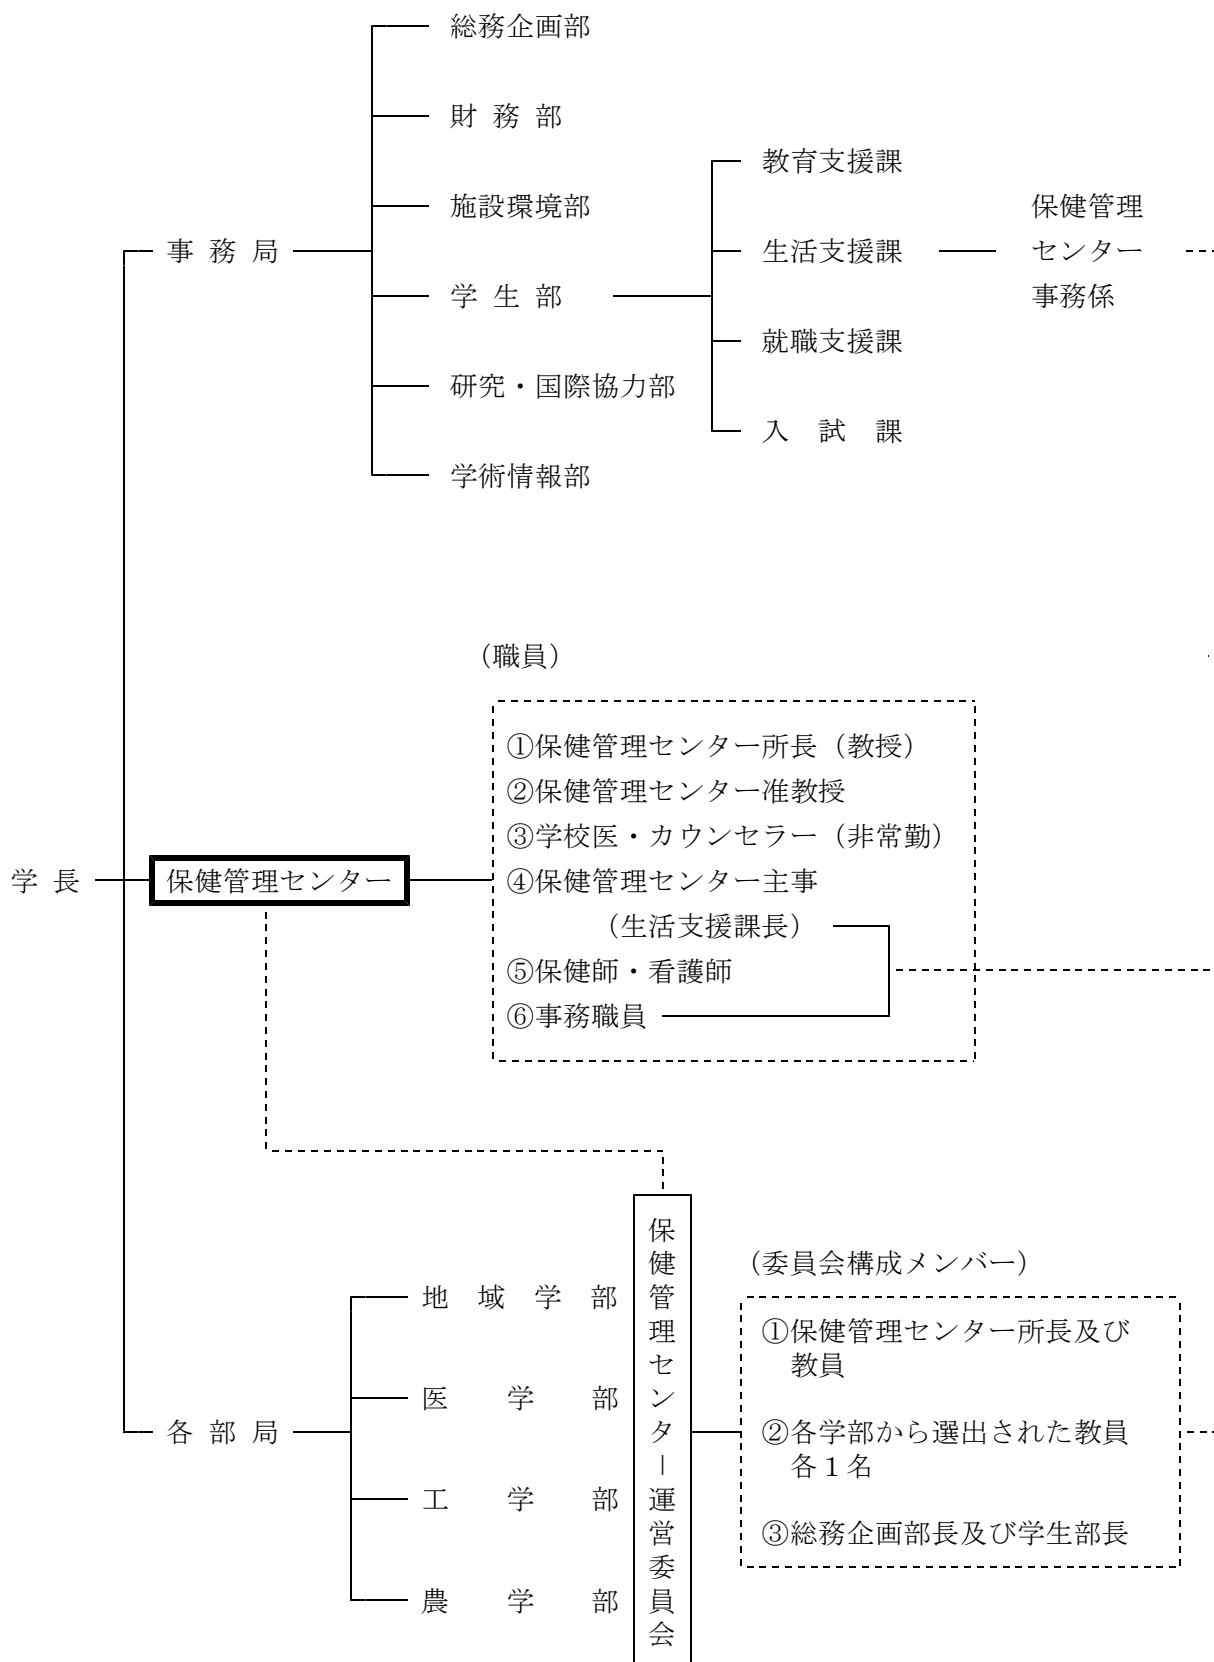 総務企画部
財 務 部
教育支援課
施設環境部
保健管理
事 務 局
生活支援課
センター
学 生 部
事務係
就職支援課
研究・国際協力部
入 試 課
学術情報部
（職員）
①保健管理センター所長（教授）
②保健管理センター准教授
③学校医・カウンセラー（非常勤）
学 長
保健管理センター
④保健管理センター主事
（生活支援課長）
⑤保健師・看護師
⑥事務職員
保健管理センター運営委員会
（委員会構成メンバー）
地 域 学 部
①保健管理センター所長及び
教員
医 学 部
各 部 局
②各学部から選出された教員
各１名
工 学 部
③総務企画部長及び学生部長
農 学 部